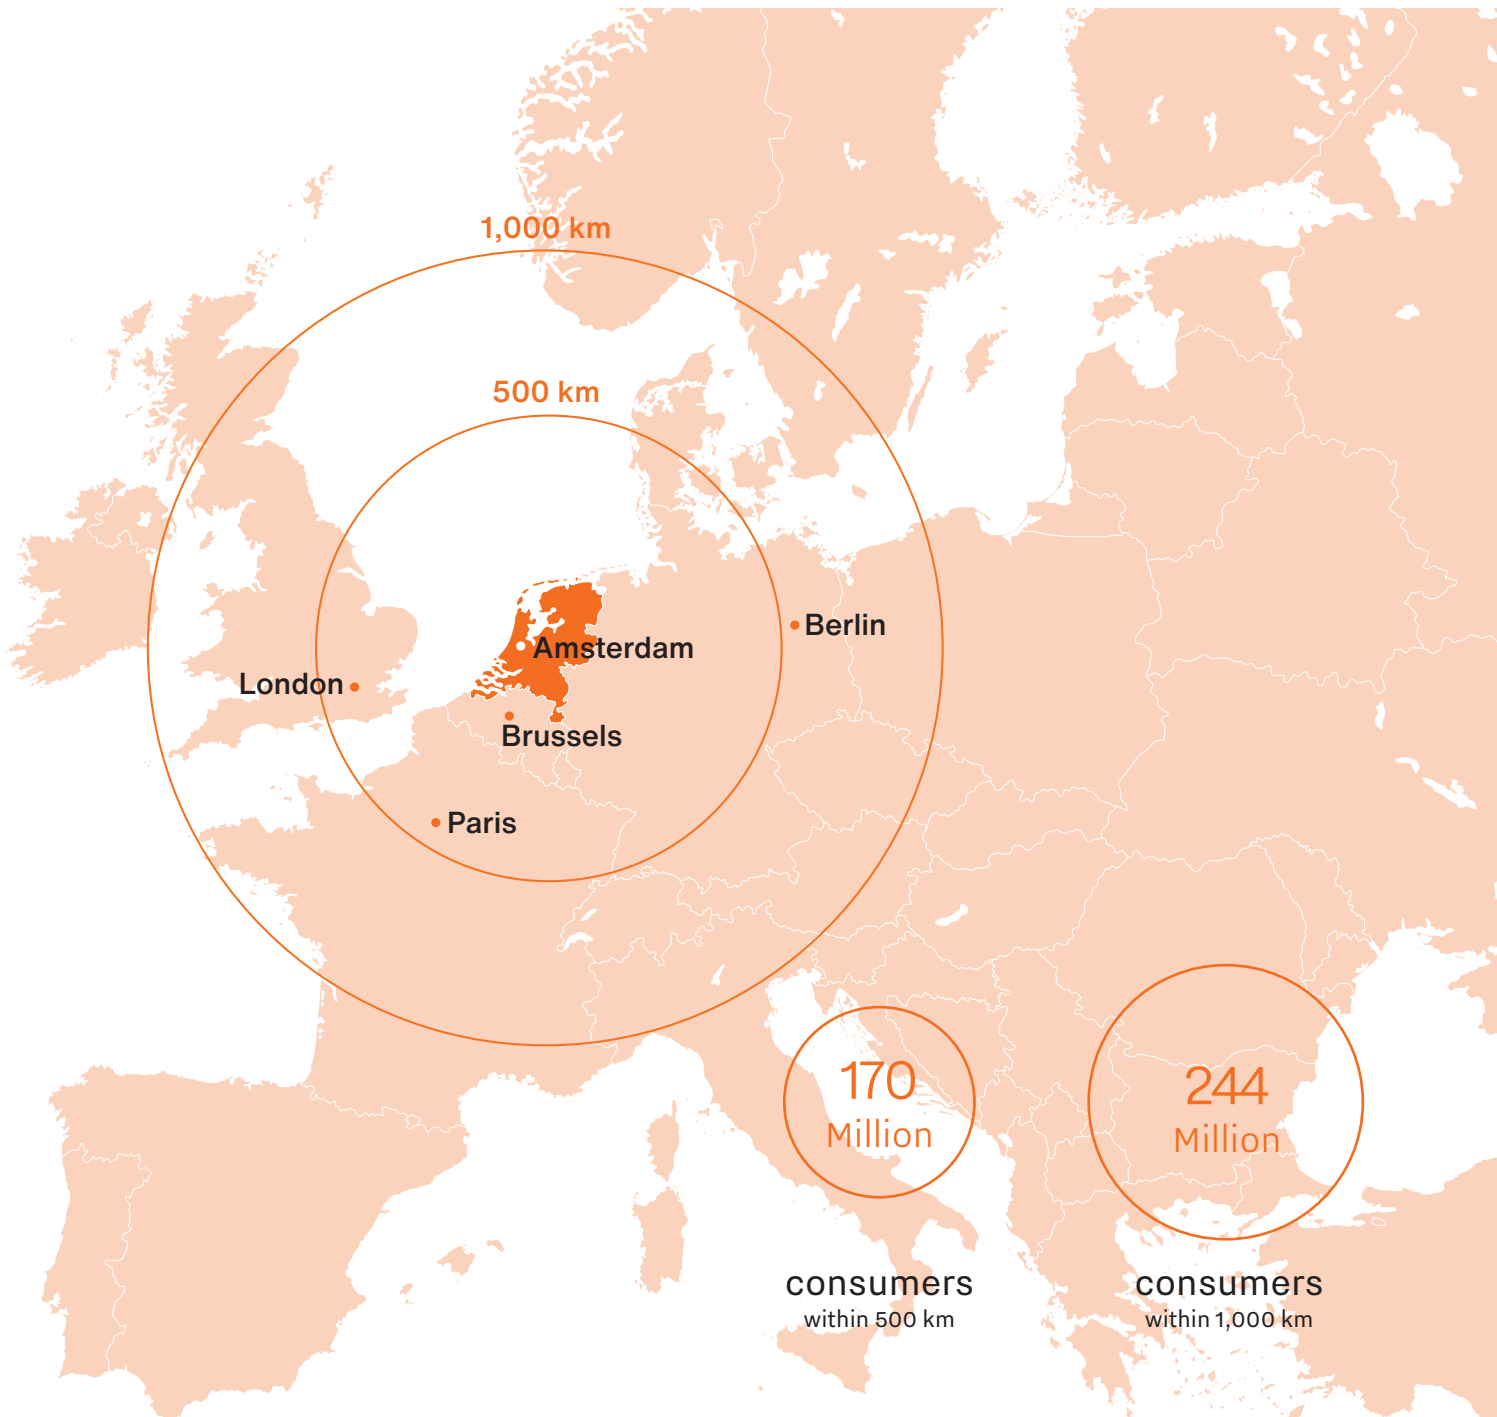 1,000 km
500 km
Berlin
Amsterdam
London
Brussels
Paris
170
Million
244
Million
consumers
within 500 km
consumers
within 1,000 km